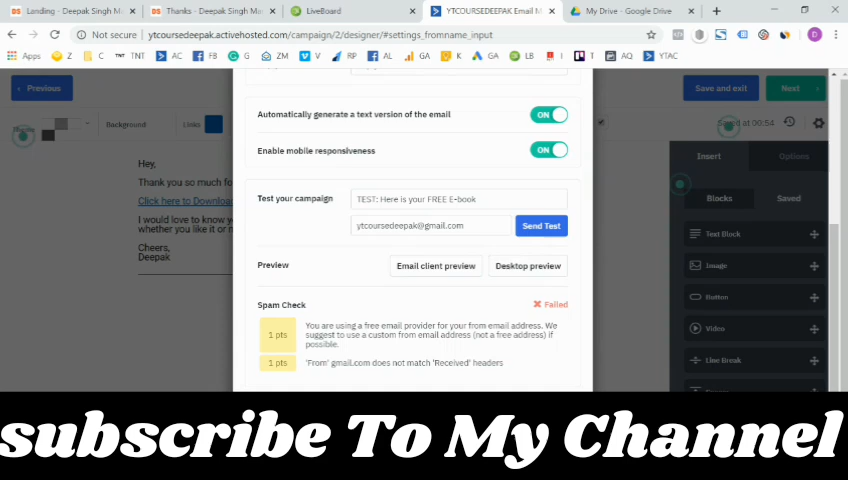 Landing - Deepak Singh M
Thanks - Deepak Singh Mar
LiveBoard
YTCOURSEDEEPAK Email M
My Drive - Google Drive
Not secure | ytcoursedeepak.activehosted.com/campaign/2/designer/#settings_fromname_input
D
Apps Z C TNT TNT AC FB G ZM V RP AL GA K GA LB I T AQ YTAC
Previous
Save and exit
Next
Background
Links
Saved at 00:54
Automatically generate a text version of the email
ON
Enable mobile responsiveness
ON
Insert
Options
Blocks
Saved
Hey,
Thank you so much fo
Click here to Download
I would love to know y
whether you like it or n
Cheers,
Deepak
Test your campaign
TEST: Here is your FREE E-book
ytcoursedeepak@gmail.com
Send Test
Preview
Email client preview
Desktop preview
Spam Check
Failed
1 pts
You are using a free email provider for your from email address. We
suggest to use a custom from email address (not a free address) if
possible.
1 pts
'From' gmail.com does not match 'Received' headers
Text Block
Image
Button
Video
Line Break
subscribe To My Channel